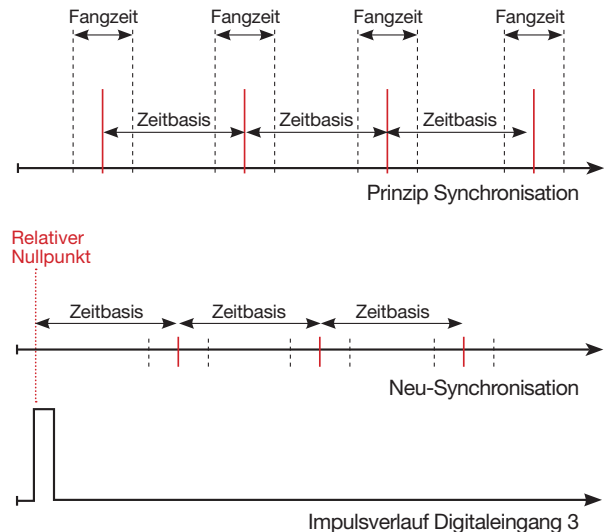 Fangzeit Fangzeit Fangzeit Fangzeit
Zeitbasis Zeitbasis Zeitbasis
Prinzip Synchronisation
Relativer
Nullpunkt
Zeitbasis Zeitbasis Zeitbasis
Neu-Synchronisation
Impulsverlauf Digitaleingang 3